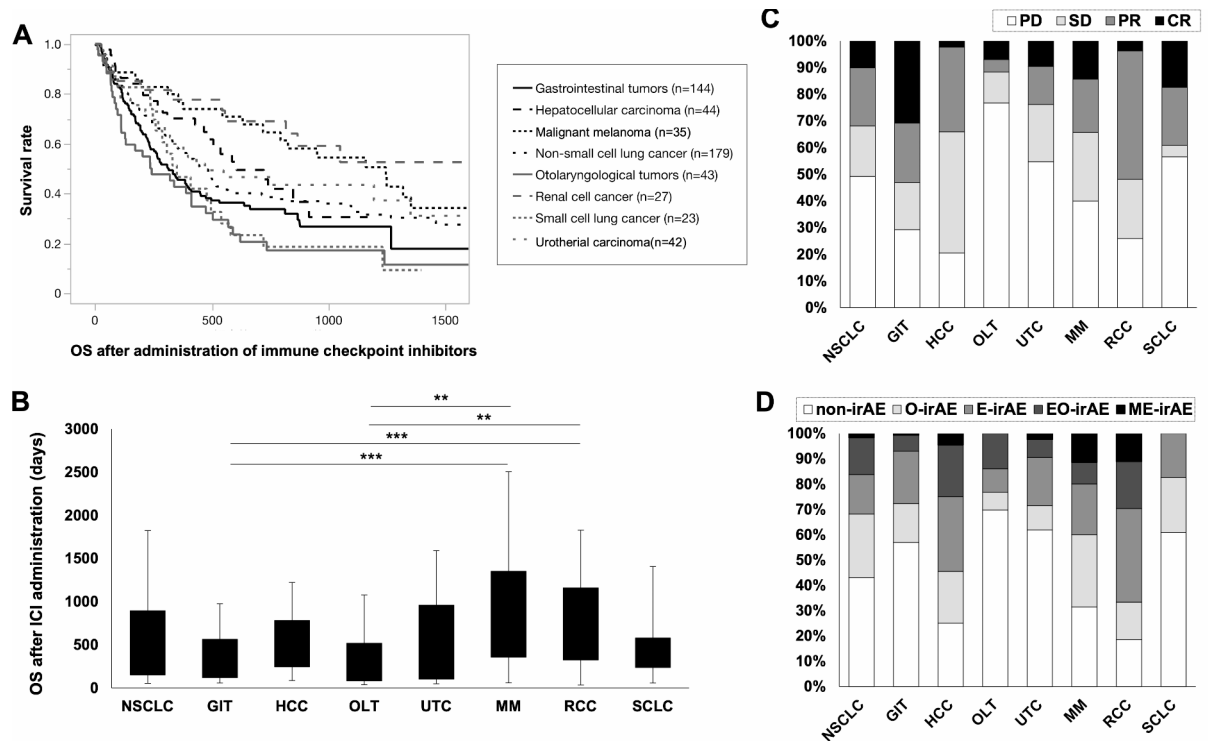 A
Survival rate
1.0
0.8
0.6
0.4
0.2
0
0 500 1000 1500
OS after administration of immune checkpoint inhibitors
Gastrointestinal tumors (n=144)
Hepatocellular carcinoma (n=44)
Malignant melanoma (n=35)
Non-small cell lung cancer (n=179)
Otolaryngological tumors (n=43)
Renal cell cancer (n=27)
Small cell lung cancer (n=23)
Urotherial carcinoma(n=42)
B
OS after ICI administration (days)
3000
2500
2000
1500
1000
500
0
**
**
***
***
NSCLC GIT HCC OLT UTC MM RCC SCLC
C
PD SD PR CR
100%
90%
80%
70%
60%
50%
40%
30%
20%
10%
0%
NSCLC GIT HCC OLT UTC MM RCC SCLC
D
non-irAE O-irAE E-irAE EO-irAE ME-irAE
100%
90%
80%
70%
60%
50%
40%
30%
20%
10%
0%
NSCLC GIT HCC OLT UTC MM RCC SCLC